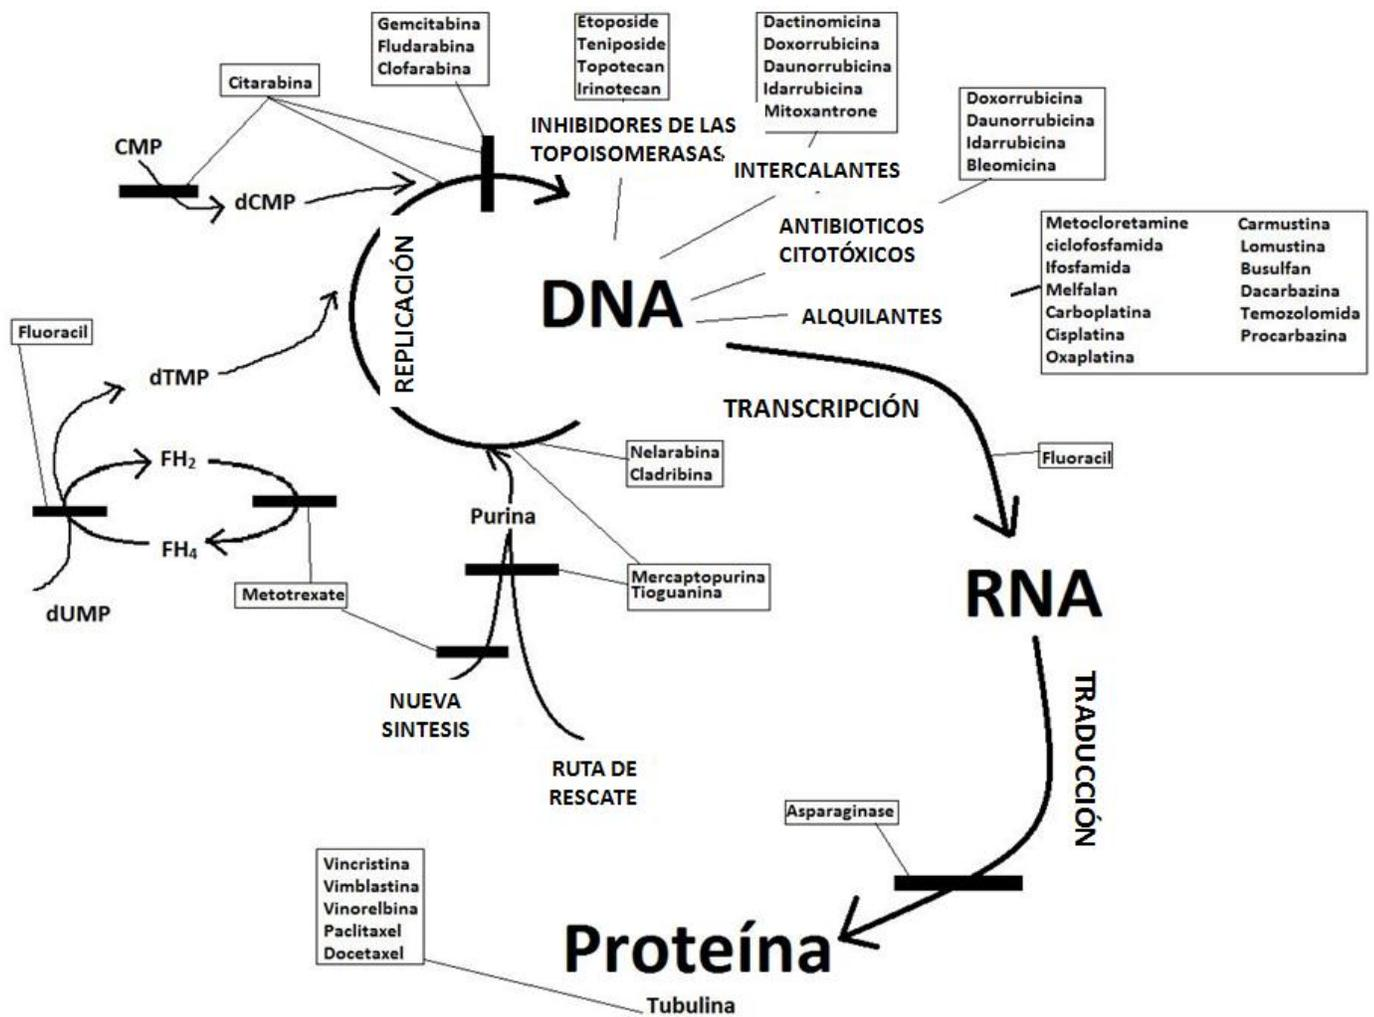 Gemcitabina
Fludarabina
Clofarabina
Etoposide
Teniposide
Topotecan
Irinotecan
Dactinomicina
Doxorrubicina
Daunorrubicina
Idarrubicina
Mitoxantrone
Citarabina
Doxorrubicina
Daunorrubicina
Idarrubicina
Bleomicina
INHIBIDORES DE LAS
TOPOISOMERASAS
CMP
dCMP
INTERCALANTES
ANTIBIOTICOS
CITOTÓXICOS
Metocloretamine
ciclofosfamida
Ifosfamida
Melfalan
Carboplatina
Cisplatina
Oxaplatina
Carmustina
Lomustina
Busulfan
Dacarbazina
Temozolomida
Procarbazina
REPLICACIÓN
DNA
ALQUILANTES
Fluoracil
dTMP
TRANSCRIPCIÓN
Nelarabina
Cladribina
Fluoracil
FH2
FH4
Purina
Metotrexate
Mercaptopurina
Tioguanina
dUMP
RNA
NUEVA
SINTESIS
RUTA DE
RESCATE
TRADUCCIÓN
Asparaginase
Vincristina
Vimblastina
Vinorelbina
Paclitaxel
Docetaxel
Proteína
Tubulina